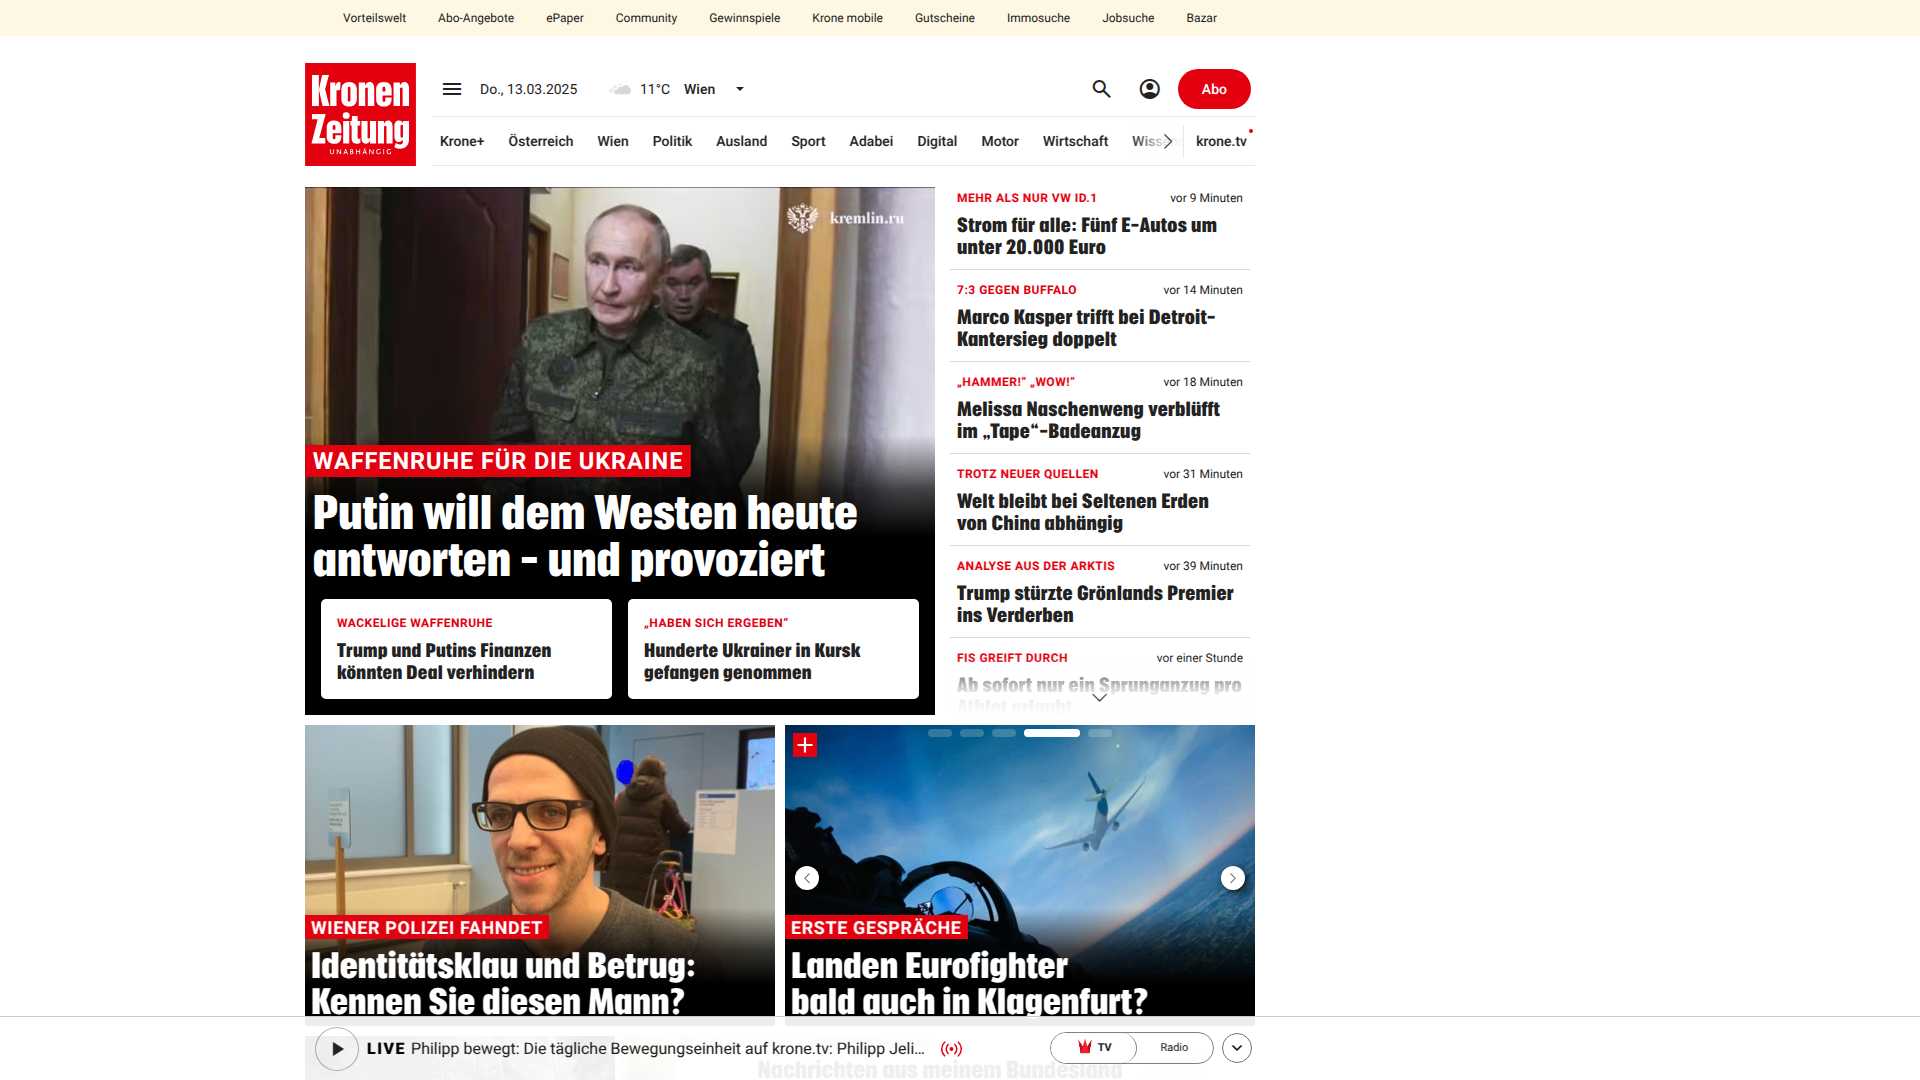 Vorteilswelt Abo-Angebote ePaper Community Gewinnspiele Krone mobile Gutscheine Immosuche Jobsuche Bazar
Kronen
Zeitung
UNABHÄNGIG
Do., 13.03.2025 11°C Wien
Abo
Krone+ Österreich Wien Politik Ausland Sport Adabei Digital Motor Wirtschaft krone.tv
kremlin.ru
WAFFENRUHE FÜR DIE UKRAINE
Putin will dem Westen heute
antworten – und provoziert
WACKELIGE WAFFENRUHE
Trump und Putins Finanzen
könnten Deal verhindern
„HABEN SICH ERGEBEN“
Hunderte Ukrainer in Kursk
gefangen genommen
MEHR ALS NUR VW ID.1 vor 9 Minuten
Strom für alle: Fünf E-Autos um
unter 20.000 Euro
7:3 GEGEN BUFFALO vor 14 Minuten
Marco Kasper trifft bei Detroit-
Kantersieg doppelt
„HAMMER!“ „WOW!“ vor 18 Minuten
Melissa Naschenweng verblüfft
im „Tape“-Badeanzug
TROTZ NEUER QUELLEN vor 31 Minuten
Welt bleibt bei Seltenen Erden
von China abhängig
ANALYSE AUS DER ARKTIS vor 39 Minuten
Trump stürzte Grönlands Premier
ins Verderben
FIS GREIFT DURCH vor einer Stunde
Ab sofort nur ein Sprunganzug pro
Athlet erlaubt
WIENER POLIZEI FAHNDET
Identitätsklau und Betrug:
Kennen Sie diesen Mann?
ERSTE GESPRÄCHE
Landen Eurofighter
bald auch in Klagenfurt?
LIVE Philipp bewegt: Die tägliche Bewegungseinheit auf krone.tv: Philipp Jeli...
TV Radio
Nachrichten aus meinem Bundesland